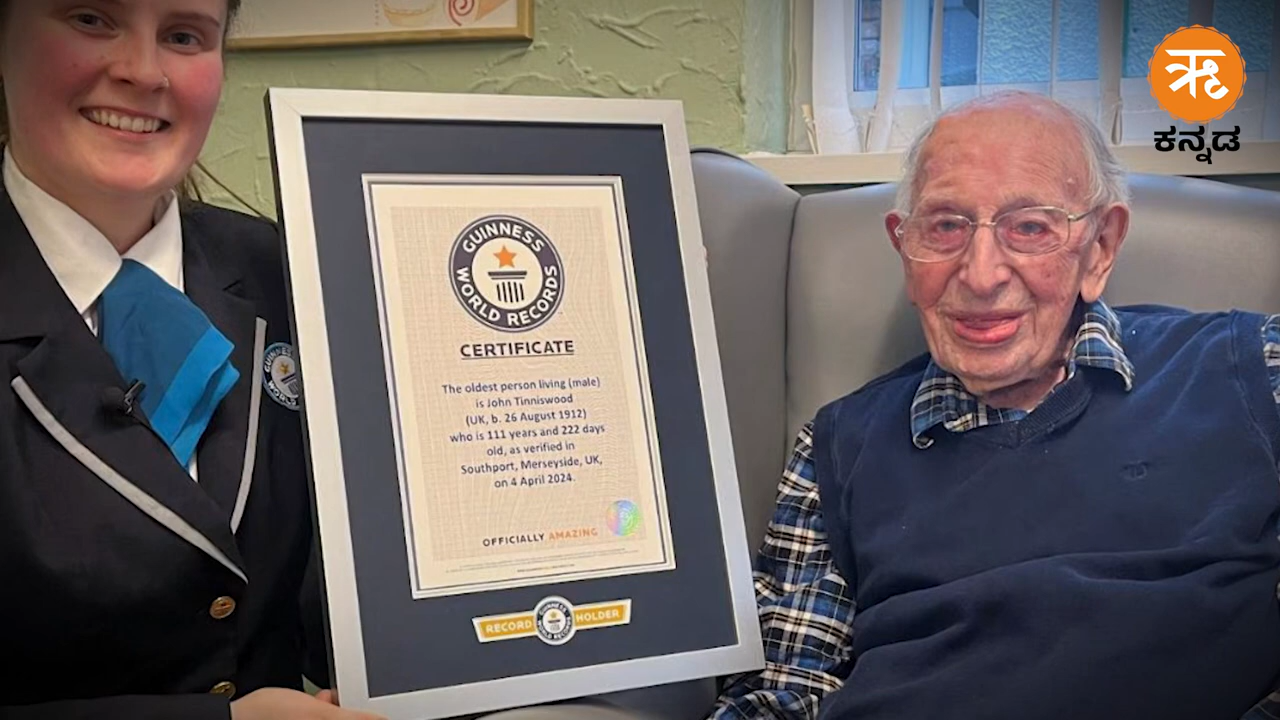 ऋ
ಕನ್ನಡ
GUINNESS
WORLD RECORDS
CERTIFICATE
The oldest person living (male)
is John Tinniswood
(UK, b. 26 August 1912)
who is 111 years and 222 days
old, as verified in
Southport, Merseyside, UK,
on 4 April 2024.
OFFICIALLY AMAZING
RECORD HOLDER